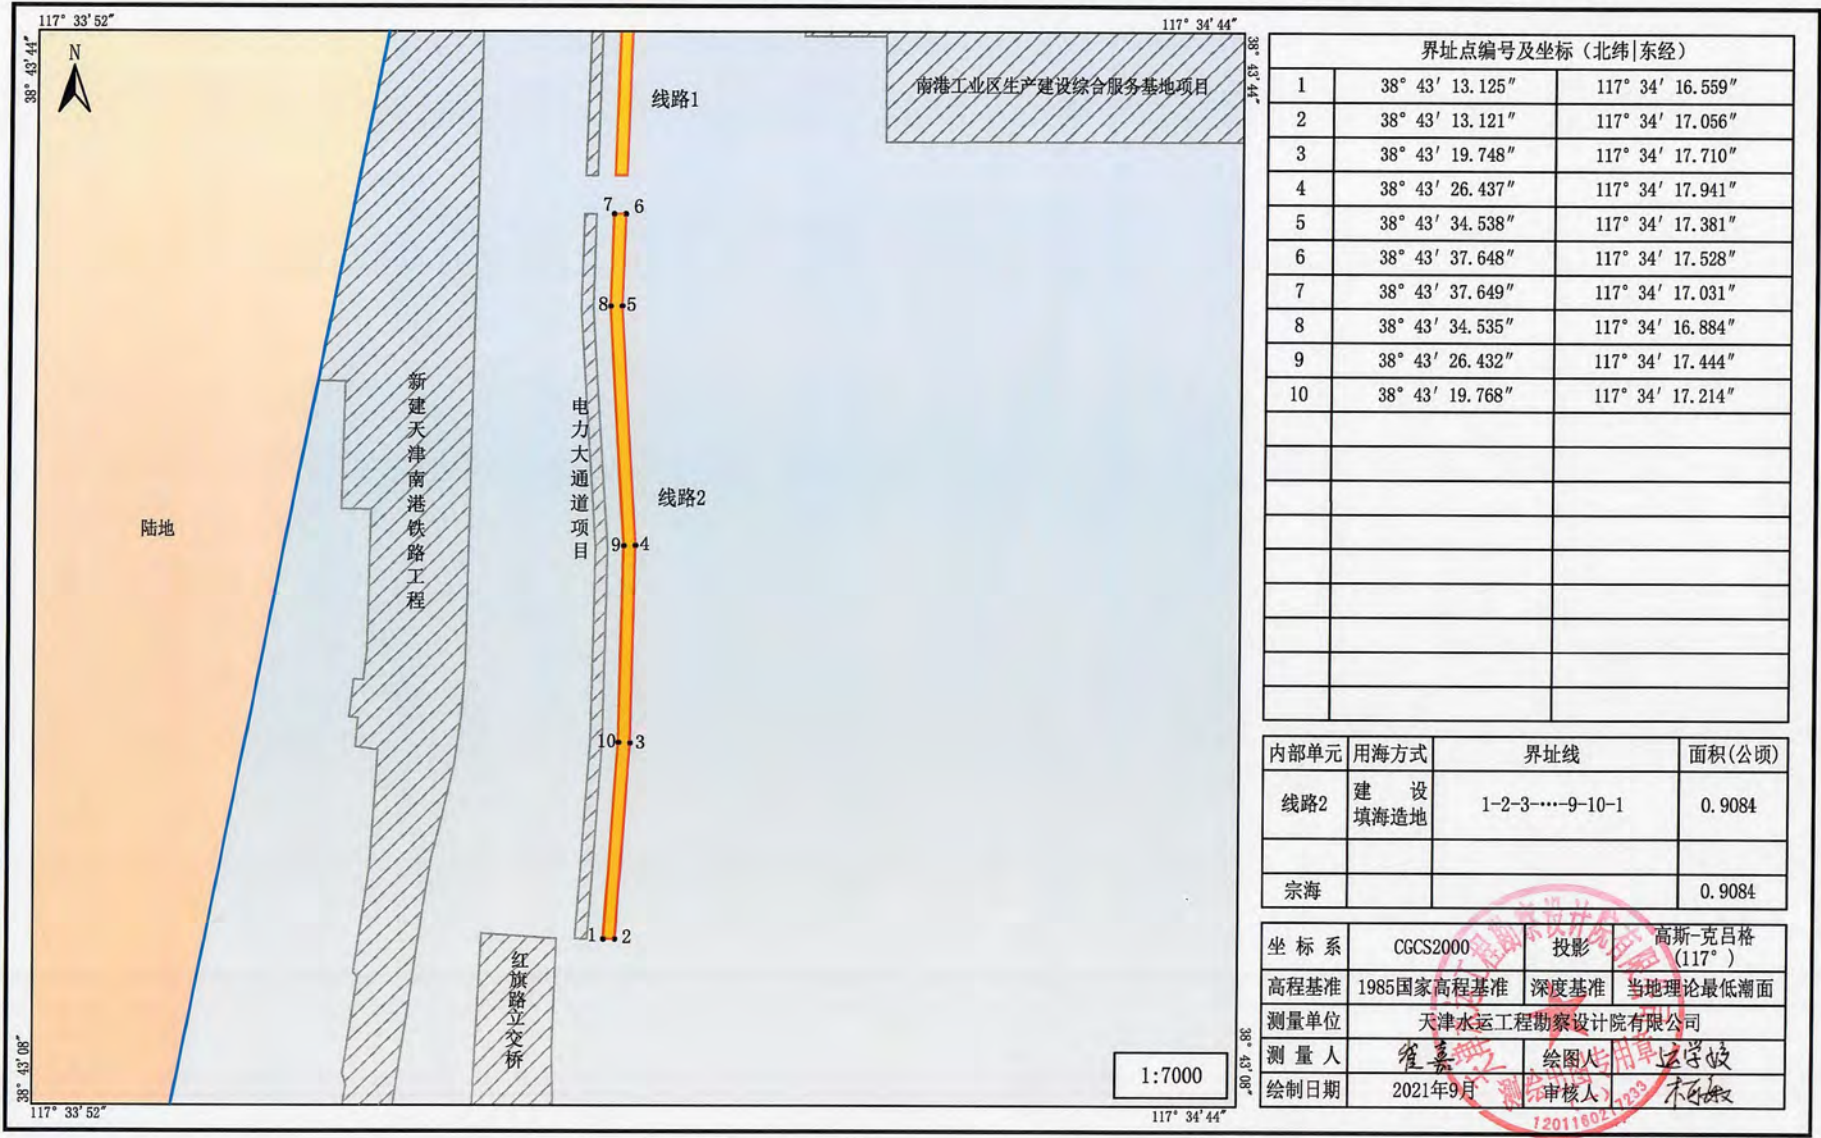 117° 33′52″
117° 34′44″
38° 43′44″
38° 43′44″
N
线路1
南港工业区生产建设综合服务基地项目
7
6
8
5
新建天津南港铁路工程
电力大通道项目
线路2
陆地
9
4
10
3
1
2
红旗路立交桥
1:7000
38° 43′08″
38° 43′08″
117° 33′52″
117° 34′44″
界址点编号及坐标（北纬|东经）
1 38° 43′ 13.125″ 117° 34′ 16.559″
2 38° 43′ 13.121″ 117° 34′ 17.056″
3 38° 43′ 19.748″ 117° 34′ 17.710″
4 38° 43′ 26.437″ 117° 34′ 17.941″
5 38° 43′ 34.538″ 117° 34′ 17.381″
6 38° 43′ 37.648″ 117° 34′ 17.528″
7 38° 43′ 37.649″ 117° 34′ 17.031″
8 38° 43′ 34.535″ 117° 34′ 16.884″
9 38° 43′ 26.432″ 117° 34′ 17.444″
10 38° 43′ 19.768″ 117° 34′ 17.214″
内部单元 用海方式 界址线 面积(公顷)
线路2 建 设 填海造地 1-2-3-…-9-10-1 0.9084
宗海 0.9084
坐标系 CGCS2000 投影 高斯-克吕格 (117°)
高程基准 1985国家高程基准 深度基准 当地理论最低潮面
测量单位 天津水运工程勘察设计院有限公司
测量人 绘图人
绘制日期 2021年9月 审核人
1201160217233